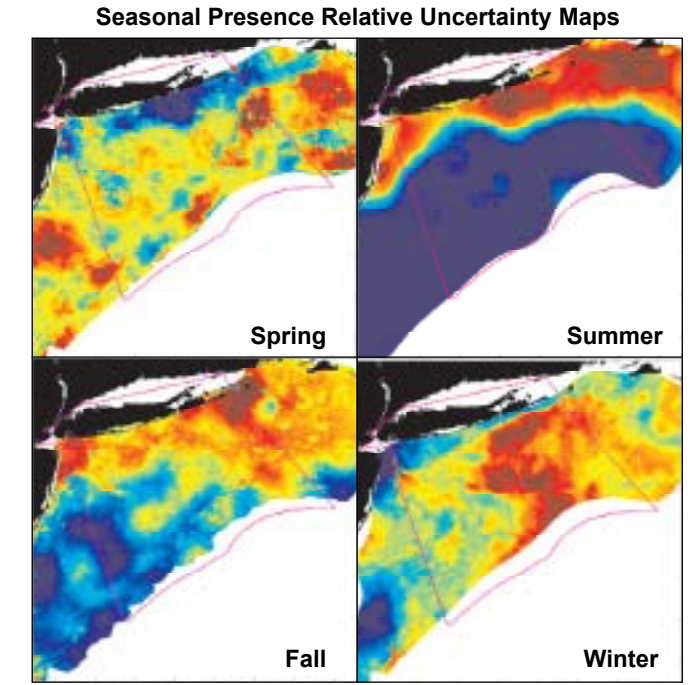 Seasonal Presence Relative Uncertainty Maps
Spring
Summer
Fall
Winter